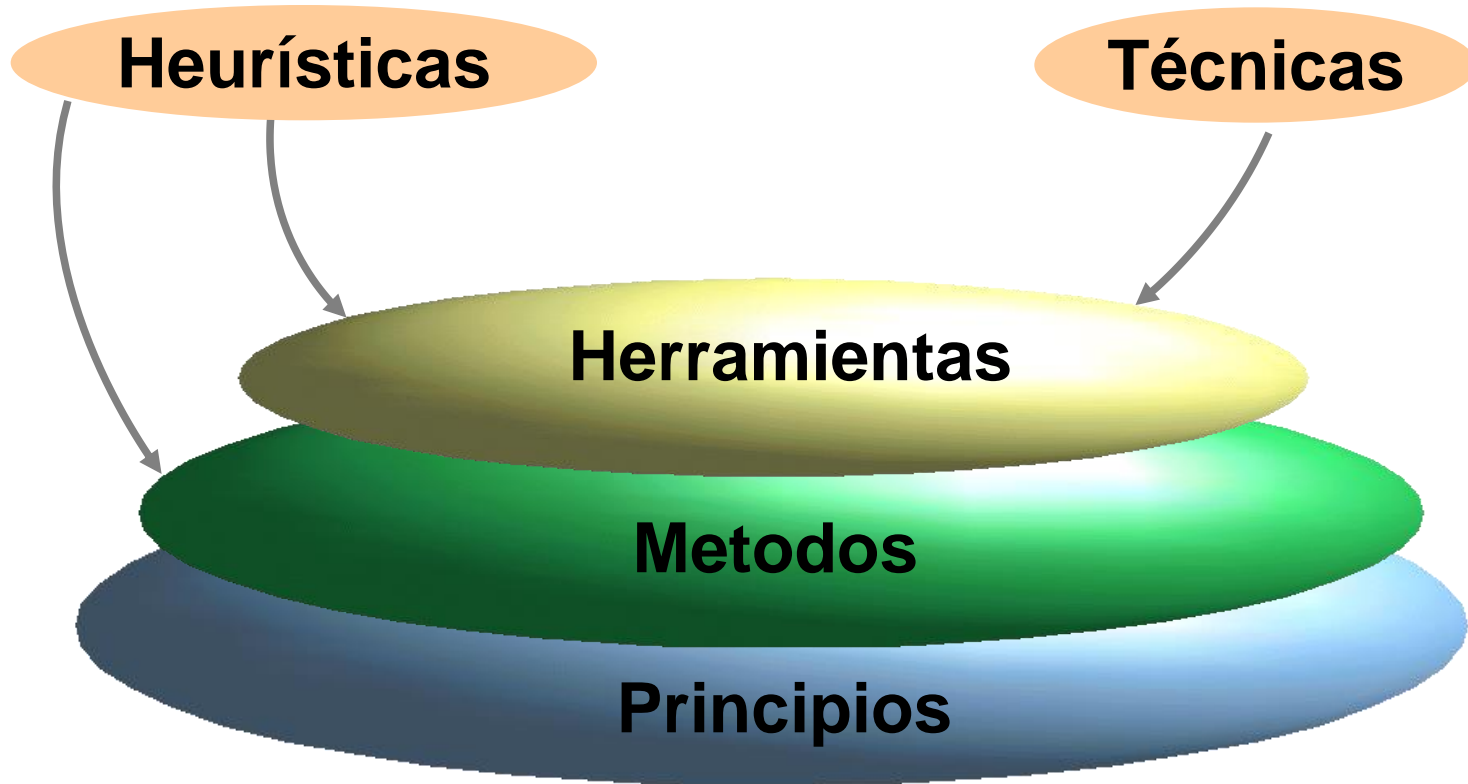 Heurísticas
Técnicas
Herramientas
Metodos
Principios